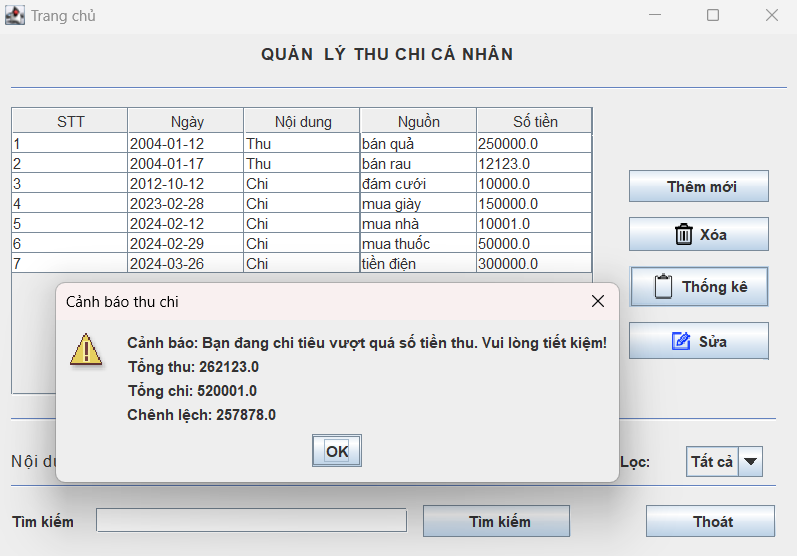 Trang chủ
QUẢN LÝ THU CHI CÁ NHÂN
STT Ngày Nội dung Nguồn Số tiền
1 2004-01-12 Thu bán quả 250000.0
2 2004-01-17 Thu bán rau 12123.0
3 2012-10-12 Chi đám cưới 10000.0
4 2023-02-28 Chi mua giày 150000.0
5 2024-02-12 Chi mua nhà 10001.0
6 2024-02-29 Chi mua thuốc 50000.0
7 2024-03-26 Chi tiền điện 300000.0
Thêm mới
Xóa
Thống kê
Sửa
Cảnh báo thu chi
Cảnh báo: Bạn đang chi tiêu vượt quá số tiền thu. Vui lòng tiết kiệm!
Tổng thu: 262123.0
Tổng chi: 520001.0
Chênh lệch: 257878.0
OK
Nội Lọc: Tất cả
Tìm kiếm Tìm kiếm Thoát